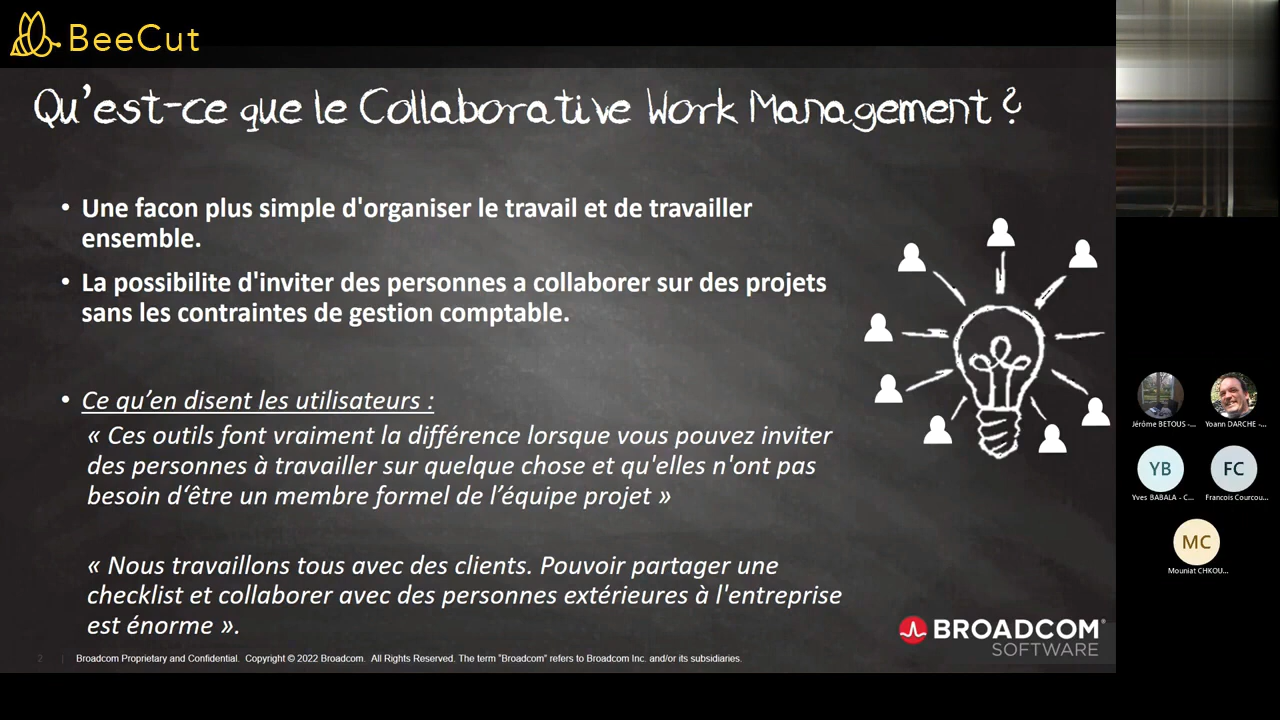 BeeCut
Qu'est-ce que le Collaborative Work Management ?
• Une facon plus simple d'organiser le travail et de travailler
ensemble.
• La possibilite d'inviter des personnes a collaborer sur des projets
sans les contraintes de gestion comptable.
• Ce qu’en disent les utilisateurs :
« Ces outils font vraiment la différence lorsque vous pouvez inviter
des personnes à travailler sur quelque chose et qu'elles n'ont pas
besoin d‘être un membre formel de l’équipe projet »
« Nous travaillons tous avec des clients. Pouvoir partager une
checklist et collaborer avec des personnes extérieures à l'entreprise
est énorme ».
BROADCOM®
SOFTWARE
2 | Broadcom Proprietary and Confidential. Copyright © 2022 Broadcom. All Rights Reserved. The term “Broadcom” refers to Broadcom Inc. and/or its subsidiaries.
Jérôme BETOUS -...
Yoann DARCHE -...
YB
FC
Yves BABALA - C...
Francois Courcou...
MC
Mouniat CHKOU...